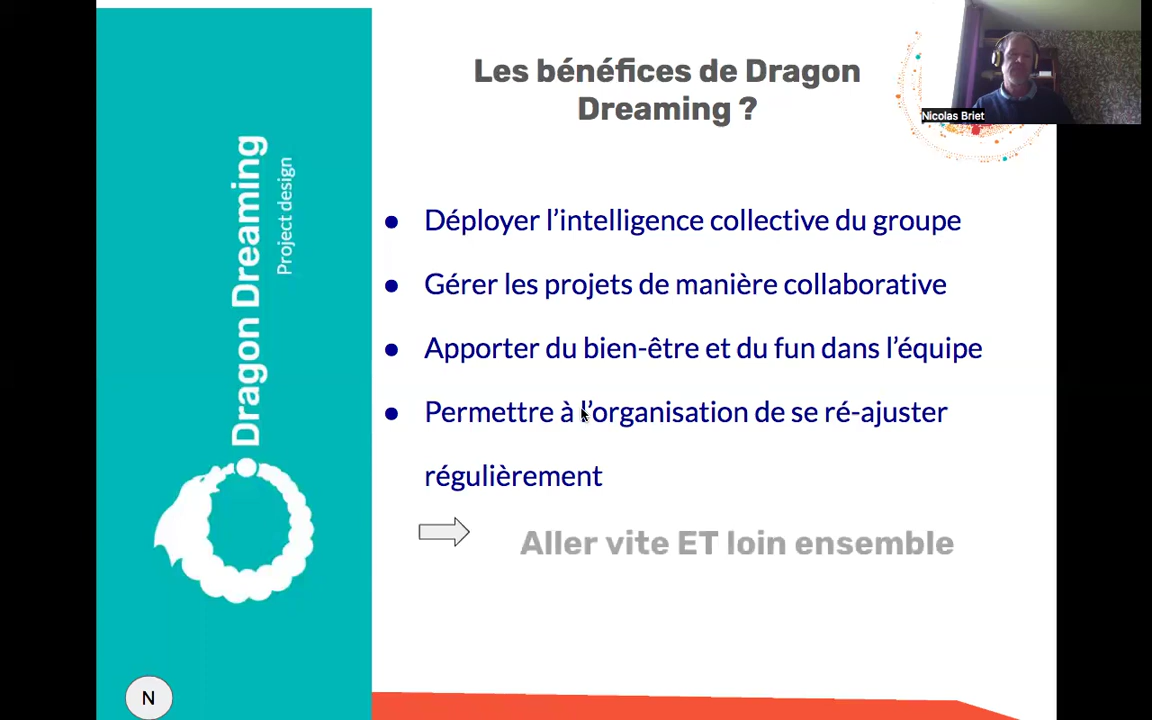 Les bénéfices de Dragon
Dreaming ?
Nicolas Briet
Dragon Dreaming
Project design
● Déployer l’intelligence collective du groupe
● Gérer les projets de manière collaborative
● Apporter du bien-être et du fun dans l’équipe
● Permettre à l’organisation de se ré-ajuster
régulièrement
Aller vite ET loin ensemble
N